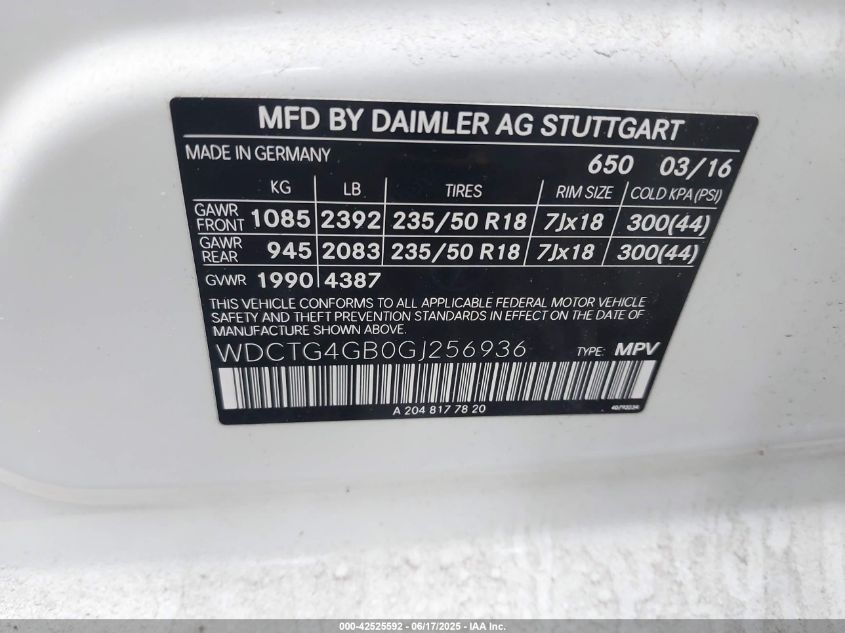 MFD BY DAIMLER AG STUTTGART
MADE IN GERMANY 650 03/16
KG LB TIRES RIM SIZE COLD KPA (PSI)
GAWR FRONT 1085 2392 235/50 R18 7Jx18 300(44)
GAWR REAR 945 2083 235/50 R18 7Jx18 300(44)
GVWR 1990 4387
THIS VEHICLE CONFORMS TO ALL APPLICABLE FEDERAL MOTOR VEHICLE
SAFETY AND THEFT PREVENTION STANDARDS IN EFFECT ON THE DATE OF
MANUFACTURE SHOWN ABOVE.
WDCTG4GB0GJ256936 TYPE: MPV
A 204 817 78 20
000-42525592 - 06/17/2025 - IAA Inc.